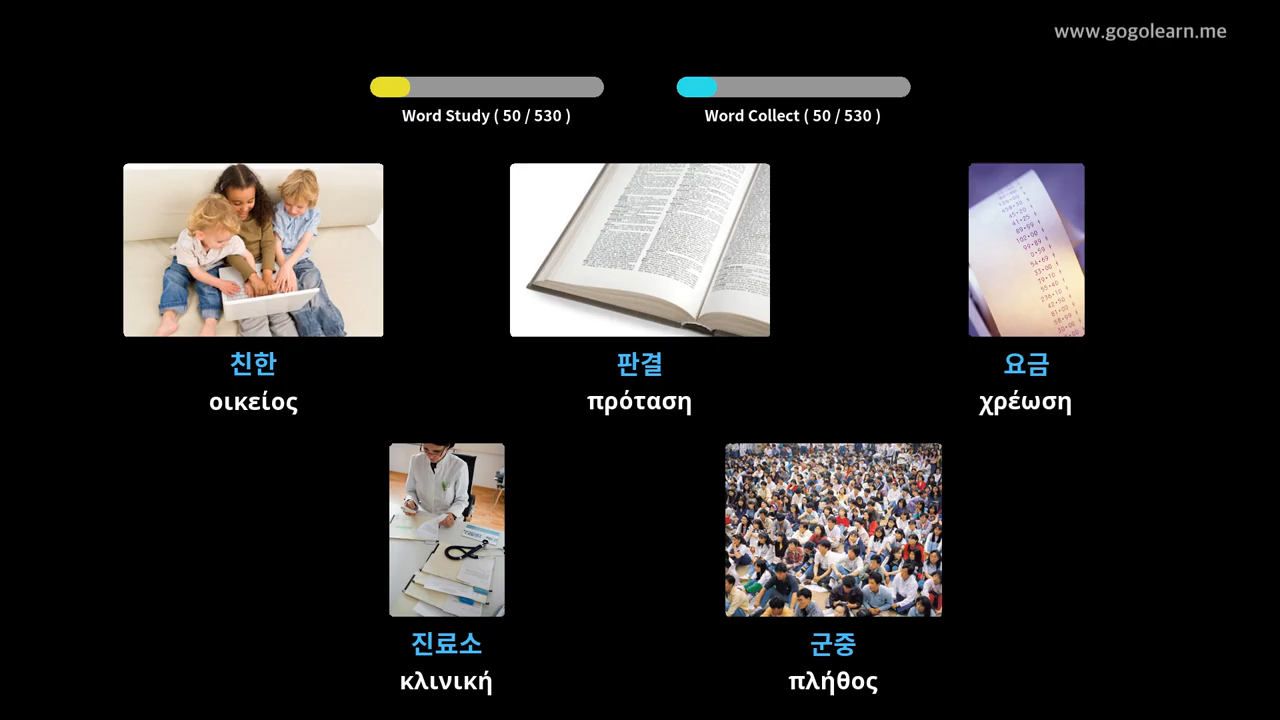 www.gogolearn.me
Word Study ( 50 / 530 )
Word Collect ( 50 / 530 )
친한
οικείος
판결
πρόταση
요금
χρέωση
진료소
κλινική
군중
πλήθος